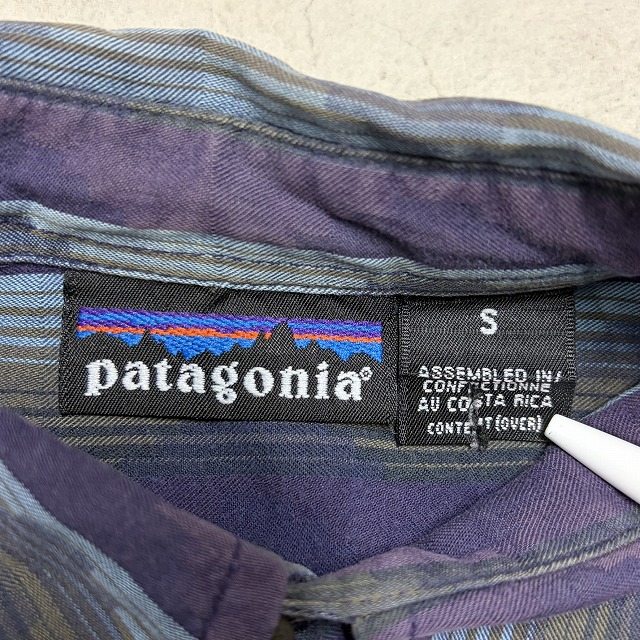 patagonia®
S
ASSEMBLED IN/
CONFECTIONNE
AU COSTA RICA
CONTENT (OVER)